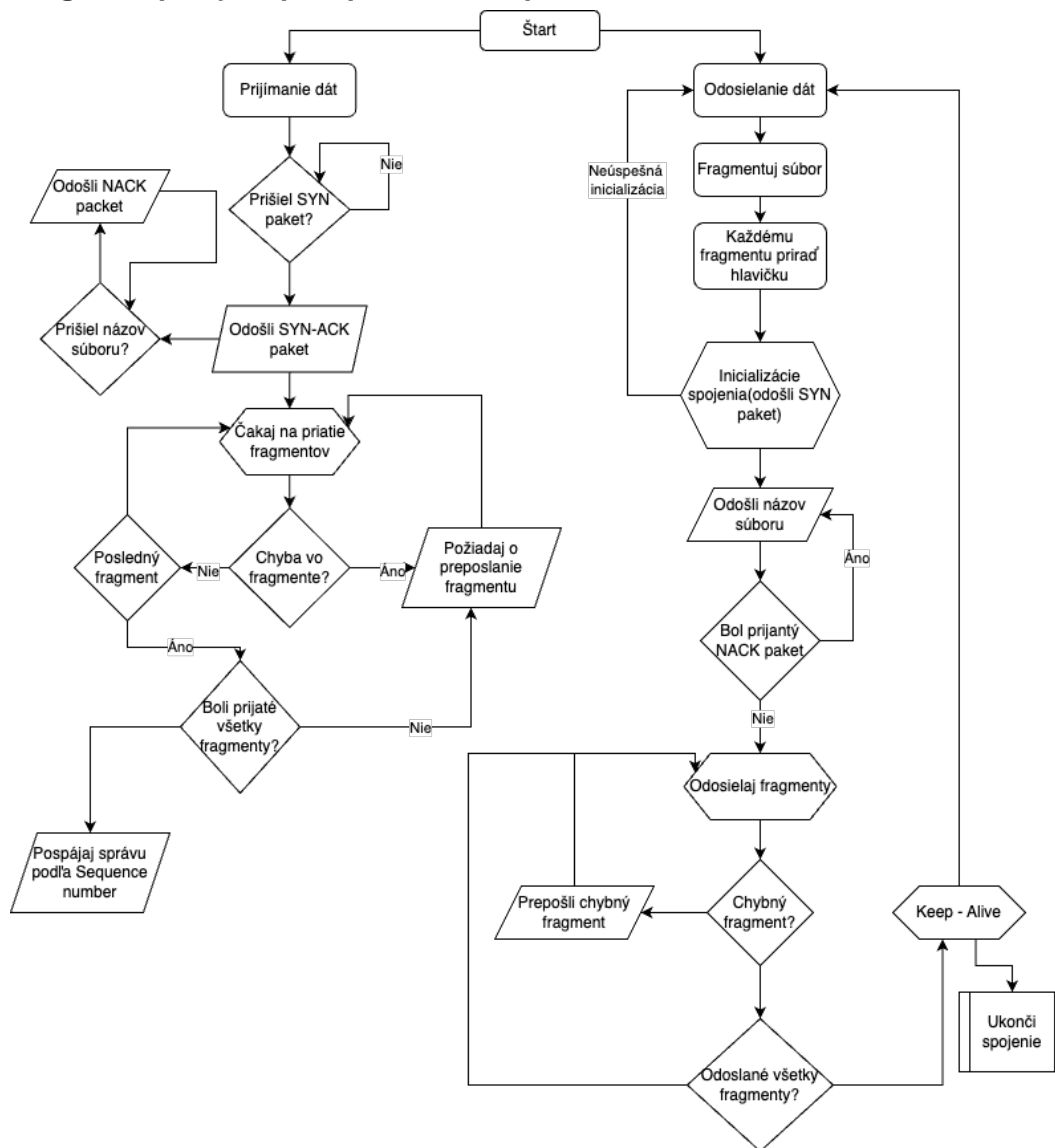 Štart
Prijímanie dát
Odosielanie dát
Nie
Neúspešná
inicializácia
Fragmentuj súbor
Odošli NACK
packet
Prišiel SYN
paket?
Každému
fragmentu priraď
hlavičku
Prišiel názov
súboru?
Odošli SYN-ACK
paket
Inicializácie
spojenia(odošli SYN
paket)
Čakaj na priatie
fragmentov
Odošli názov
súboru
Posledný
fragment
Nie
Chyba vo
fragmente?
Áno
Požiadaj o
preposlanie
fragmentu
Áno
Bol prijantý
NACK paket
Áno
Boli prijaté
všetky
fragmenty?
Nie
Nie
Odosielaj fragmenty
Pospájaj správu
podľa Sequence
number
Prepošli chybný
fragment
Chybný
fragment?
Keep - Alive
Ukonči
spojenie
Odoslané všetky
fragmenty?